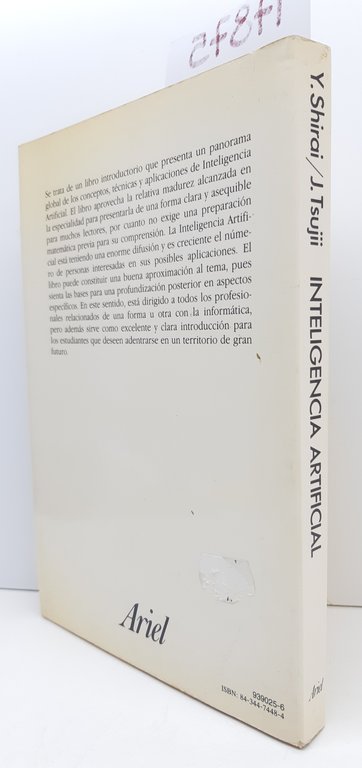 Se trata de un libro introductorio que presenta un panorama
global de los conceptos, técnicas y aplicaciones de Inteligencia
Artificial. El libro aprovecha la relativa madurez alcanzada en
la especialidad para presentarla de una forma clara y asequible
para muchos lectores, por cuanto no exige una preparación
matemática previa para su comprensión. La Inteligencia Artifi-
cial está teniendo una enorme difusión y es creciente el núme-
ro de personas interesadas en sus posibles aplicaciones. El
libro puede constituir una buena aproximación al tema, pues
sienta las bases para una profundización posterior en aspectos
específicos. En este sentido, está dirigido a todos los profesio-
nales relacionados de una forma u otra con la informática,
pero además sirve como excelente y clara introducción para
los estudiantes que deseen adentrarse en un territorio de gran
futuro.
Ariel
939025-6
ISBN: 84-344-7448-4
Y. Shirai/J. Tsujii INTELIGENCIA ARTIFICIAL
Ariel